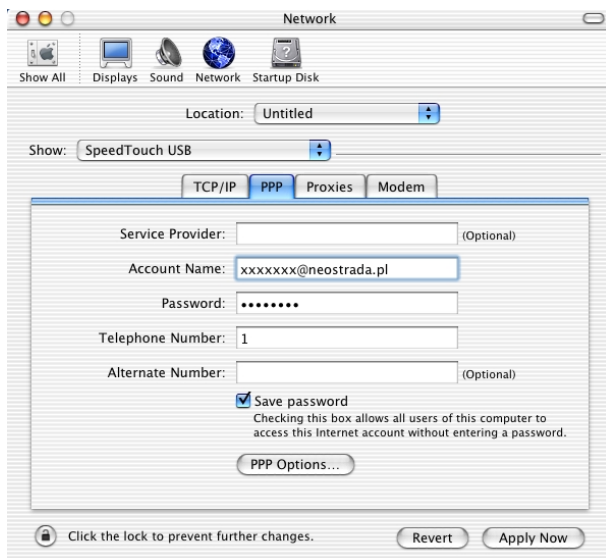 Network
Show All Displays Sound Network Startup Disk
Location: Untitled
Show: SpeedTouch USB
TCP/IP PPP Proxies Modem
Service Provider: (Optional)
Account Name: xxxxxxx@neostrada.pl
Password: ••••••••
Telephone Number: 1
Alternate Number: (Optional)
Save password
Checking this box allows all users of this computer to
access this Internet account without entering a password.
PPP Options...
Click the lock to prevent further changes. Revert Apply Now